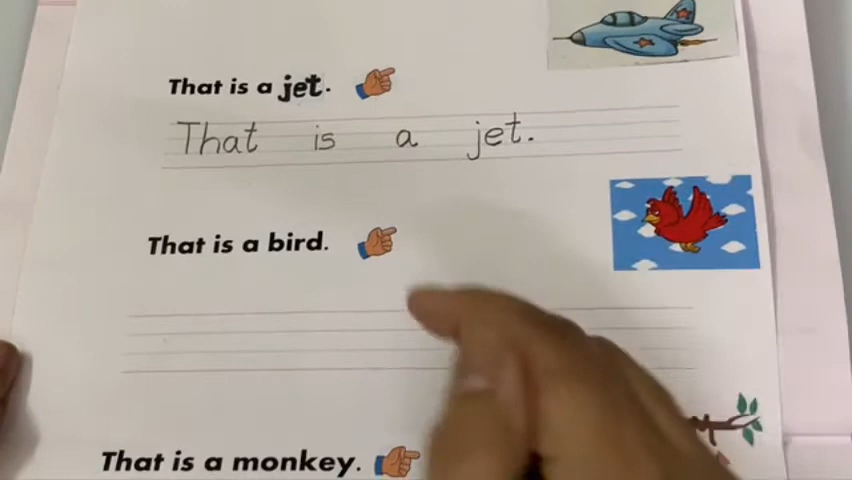 That is a jet.
That is a jet.
That is a bird.
That is a monkey.